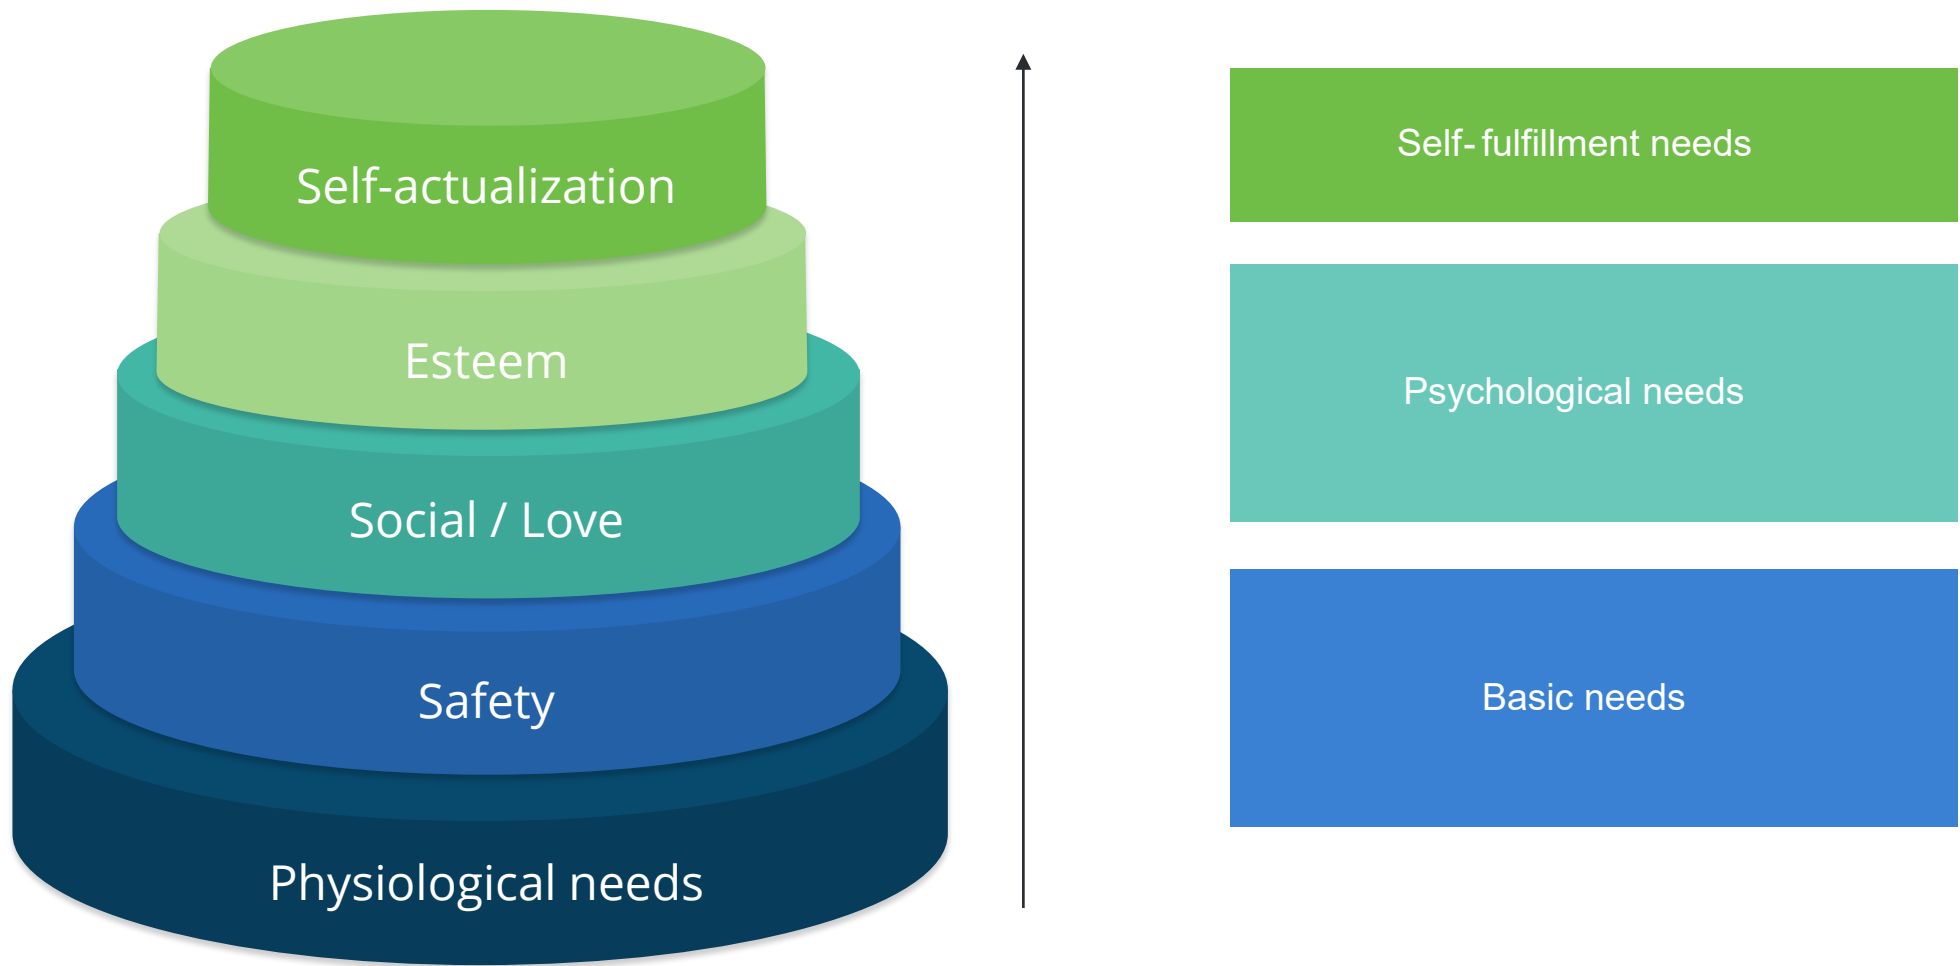 Self-actualization
Esteem
Social / Love
Safety
Physiological needs
Self-fulfillment needs
Psychological needs
Basic needs